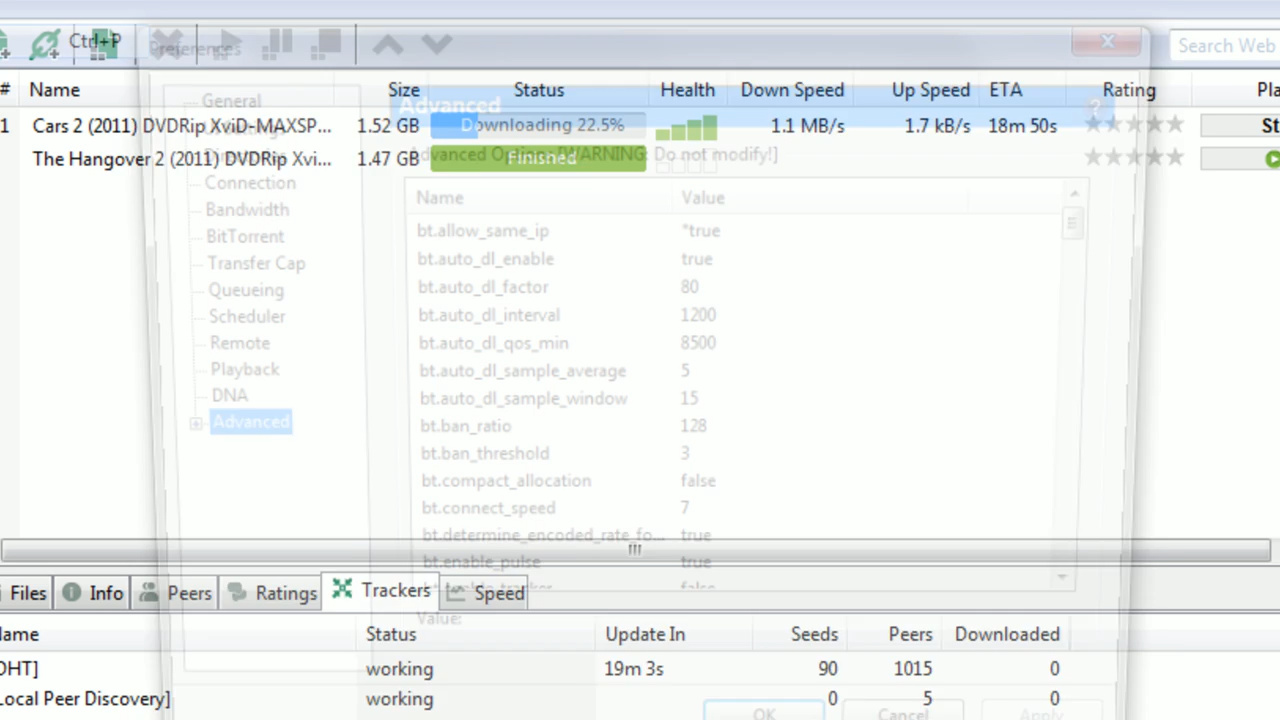 Ctrl+P
Preferences
Search Web
# Name Size Status Health Down Speed Up Speed ETA Rating
1 Cars 2 (2011) DVDRip XviD-MAXSP... 1.52 GB Downloading 22.5% 1.1 MB/s 1.7 kB/s 18m 50s
The Hangover 2 (2011) DVDRip Xvi... 1.47 GB Finished
General
Connection
Bandwidth
BitTorrent
Transfer Cap
Queueing
Scheduler
Remote
Playback
DNA
Advanced
Advanced
Advanced Options [WARNING: Do not modify!]
Name Value
bt.allow_same_ip *true
bt.auto_dl_enable true
bt.auto_dl_factor 80
bt.auto_dl_interval 1200
bt.auto_dl_qos_min 8500
bt.auto_dl_sample_average 5
bt.auto_dl_sample_window 15
bt.ban_ratio 128
bt.ban_threshold 3
bt.compact_allocation false
bt.connect_speed 7
bt.determine_encoded_rate_fo... true
bt.enable_pulse true
Value:
Files Info Peers Ratings Trackers Speed
Status Update In Seeds Peers Downloaded
DHT] working 19m 3s 90 1015 0
Local Peer Discovery] working 0 5 0
OK Cancel Apply